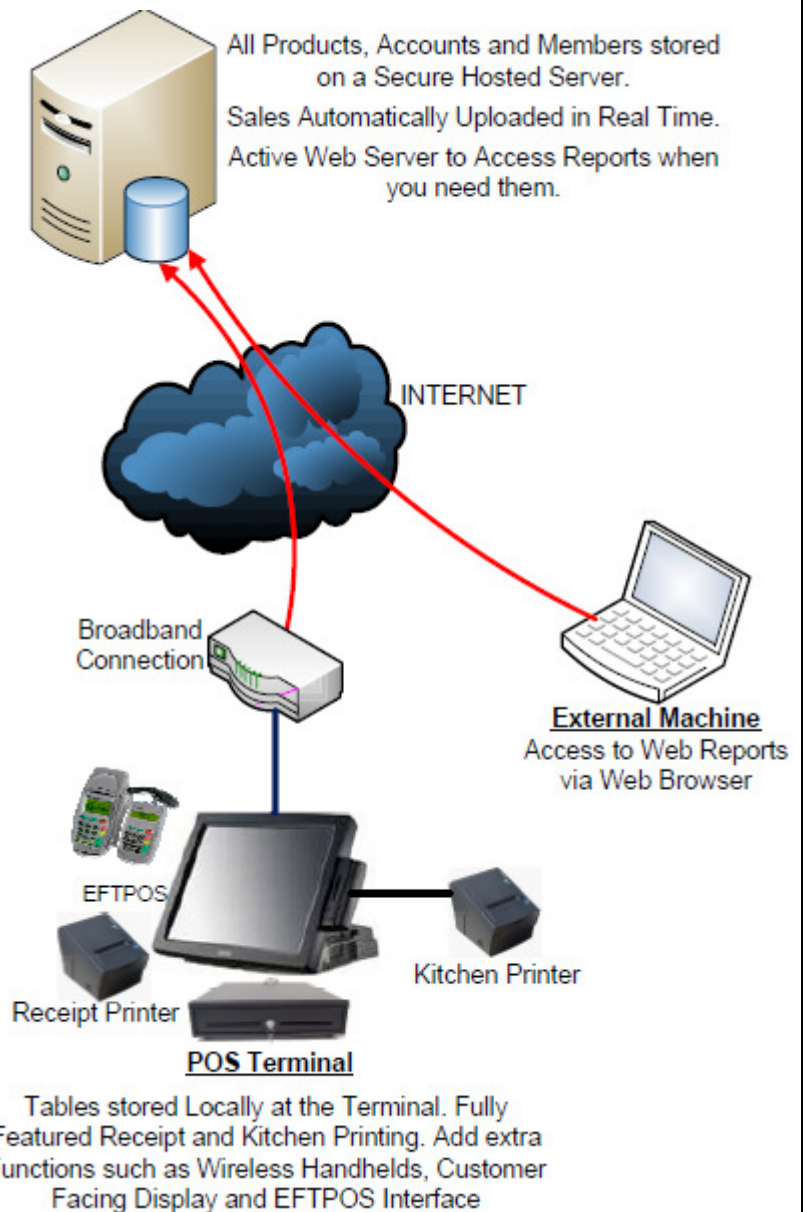 All Products, Accounts and Members stored
on a Secure Hosted Server.
Sales Automatically Uploaded in Real Time.
Active Web Server to Access Reports when
you need them.
INTERNET
Broadband
Connection
External Machine
Access to Web Reports
via Web Browser
EFTPOS
Kitchen Printer
Receipt Printer
POS Terminal
Tables stored Locally at the Terminal. Fully
Featured Receipt and Kitchen Printing. Add extra
functions such as Wireless Handhelds, Customer
Facing Display and EFTPOS Interface